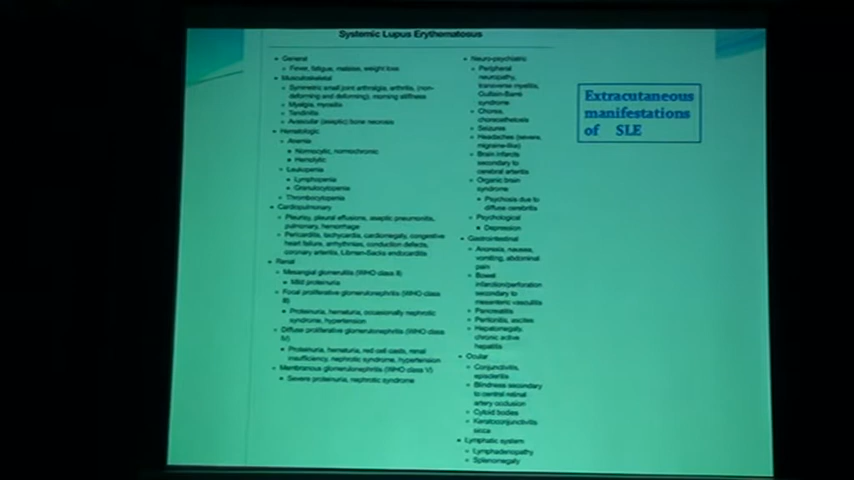 Systemic Lupus Erythematosus
General
Fever, fatigue, malaise, weight loss
Musculoskeletal
Symmetric small joint arthralgia, arthritis, (non-
deforming and deforming), morning stiffness
Myalgia, myositis
Tendinitis
Avascular (aseptic) bone necrosis
Hematologic
Anemia
Normocytic, normochromic
Hemolytic
Leukopenia
Lymphopenia
Granulocytopenia
Thrombocytopenia
Cardiopulmonary
Pleurisy, pleural effusions, aseptic pneumonitis,
pulmonary, hemorrhage
Pericarditis, tachycardia, cardiomegaly, congestive
heart failure, arrhythmias, conduction defects,
coronary arteritis, Libman-Sacks endocarditis
Renal
Mesangial glomerulitis (WHO class II)
Mild proteinuria
Focal proliferative glomerulonephritis (WHO class
III)
Proteinuria, hematuria, occasionally nephrotic
syndrome, hypertension
Diffuse proliferative glomerulonephritis (WHO class
IV)
Proteinuria, hematuria, red cell casts, renal
insufficiency, nephrotic syndrome, hypertension
Membranous glomerulonephritis (WHO class V)
Severe proteinuria, nephrotic syndrome
Neuro-psychiatric
Peripheral
neuropathy,
transverse myelitis,
Guillain-Barré
syndrome
Chorea,
choreoathetosis
Seizures
Headaches (severe,
migraine-like)
Brain infarcts
secondary to
cerebral arteritis
Organic brain
syndrome
Psychosis due to
diffuse cerebritis
Psychological
Depression
Gastrointestinal
Anorexia, nausea,
vomiting, abdominal
pain
Bowel
infarction/perforation
secondary to
mesenteric vasculitis
Pancreatitis
Peritonitis, ascites
Hepatomegaly,
chronic active
hepatitis
Ocular
Conjunctivitis,
episcleritis
Blindness secondary
to central retinal
artery occlusion
Cytoid bodies
Keratoconjunctivitis
sicca
Lymphatic system
Lymphadenopathy
Splenomegaly
Extracutaneous
manifestations
of SLE